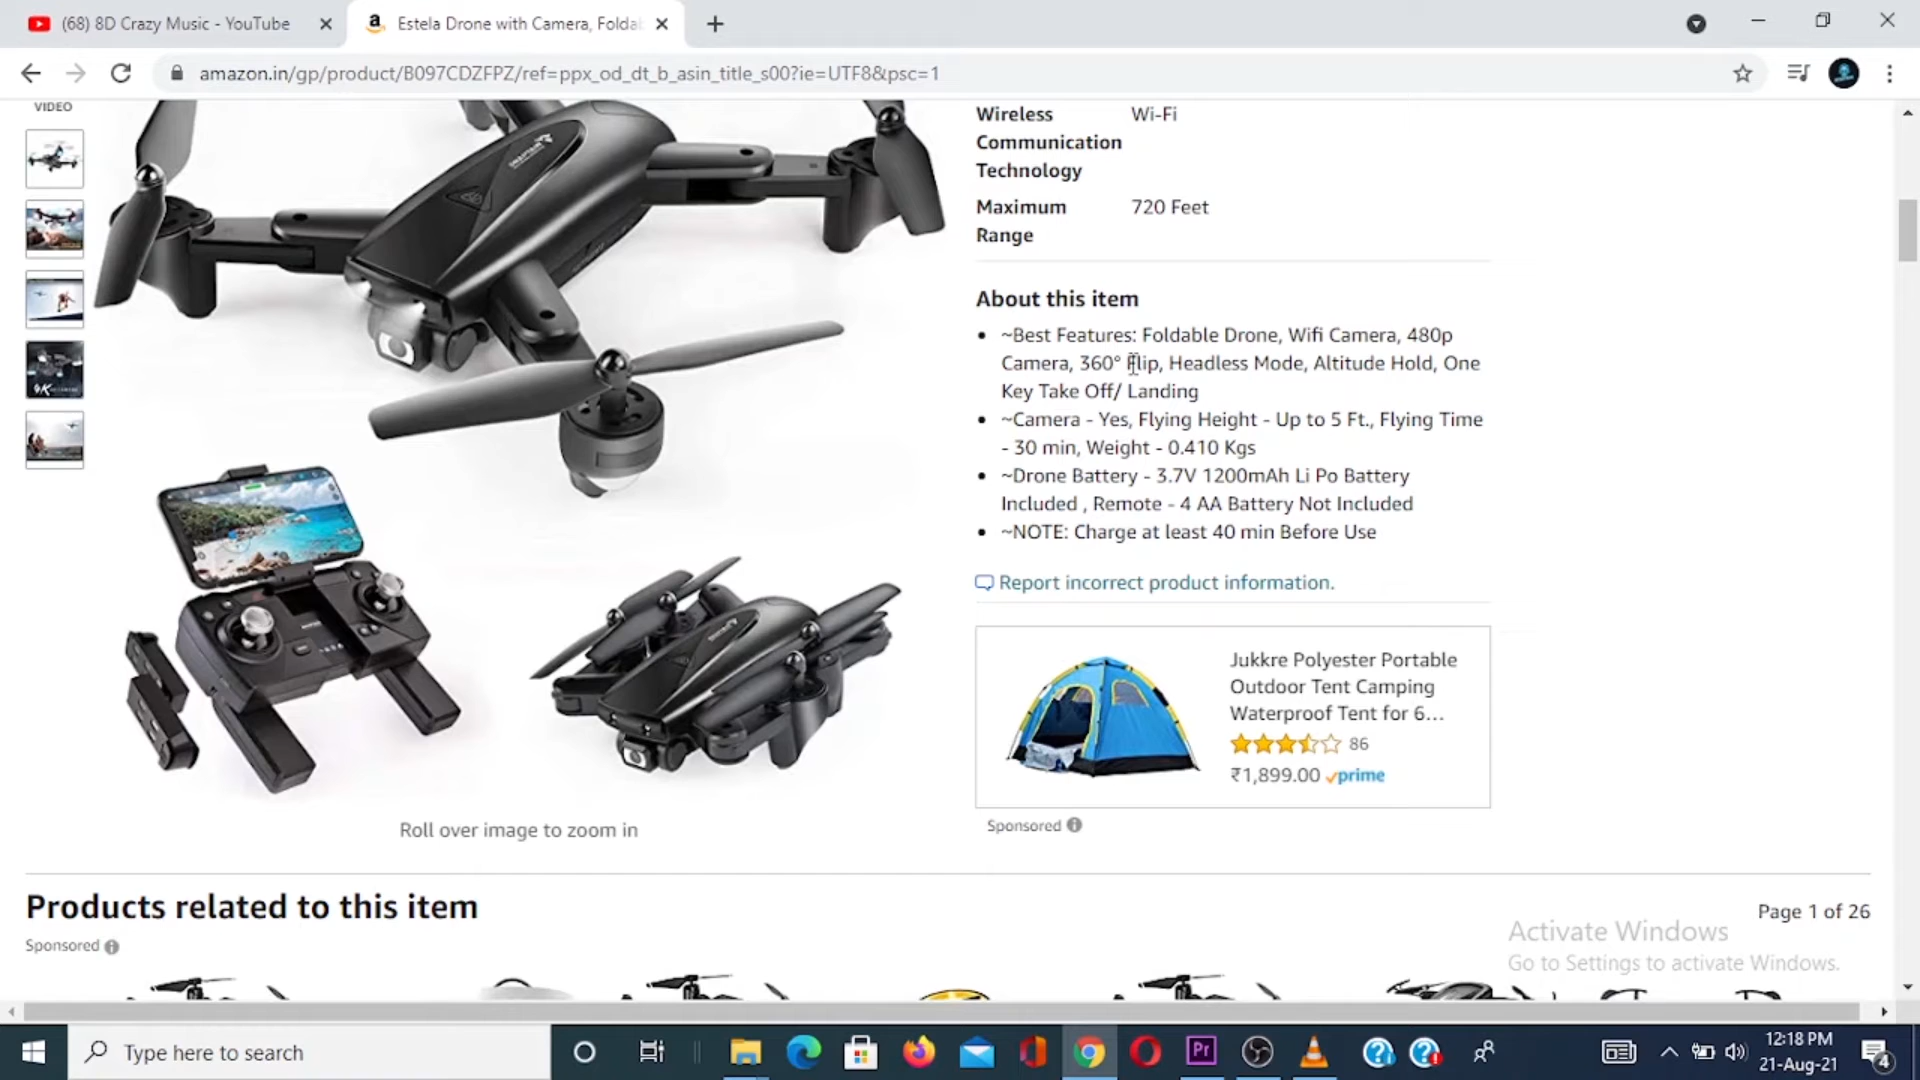 (68) 8D Crazy Music - YouTube
Estela Drone with Camera, Folda
amazon.in/gp/product/B097CDZFPZ/ref=ppx_od_dt_b_asin_title_s00?ie=UTF8&psc=1
VIDEO
4K
Roll over image to zoom in
Wireless Wi-Fi
Communication
Technology
Maximum 720 Feet
Range
About this item
• ~Best Features: Foldable Drone, Wifi Camera, 480p
Camera, 360° Flip, Headless Mode, Altitude Hold, One
Key Take Off/ Landing
• ~Camera - Yes, Flying Height - Up to 5 Ft., Flying Time
- 30 min, Weight - 0.410 Kgs
• ~Drone Battery - 3.7V 1200mAh Li Po Battery
Included , Remote - 4 AA Battery Not Included
• ~NOTE: Charge at least 40 min Before Use
Report incorrect product information.
Jukkre Polyester Portable
Outdoor Tent Camping
Waterproof Tent for 6...
86
₹1,899.00 prime
Sponsored
Products related to this item
Page 1 of 26
Sponsored
Activate Windows
Go to Settings to activate Windows.
Type here to search
Pr
12:18 PM
21-Aug-21
4